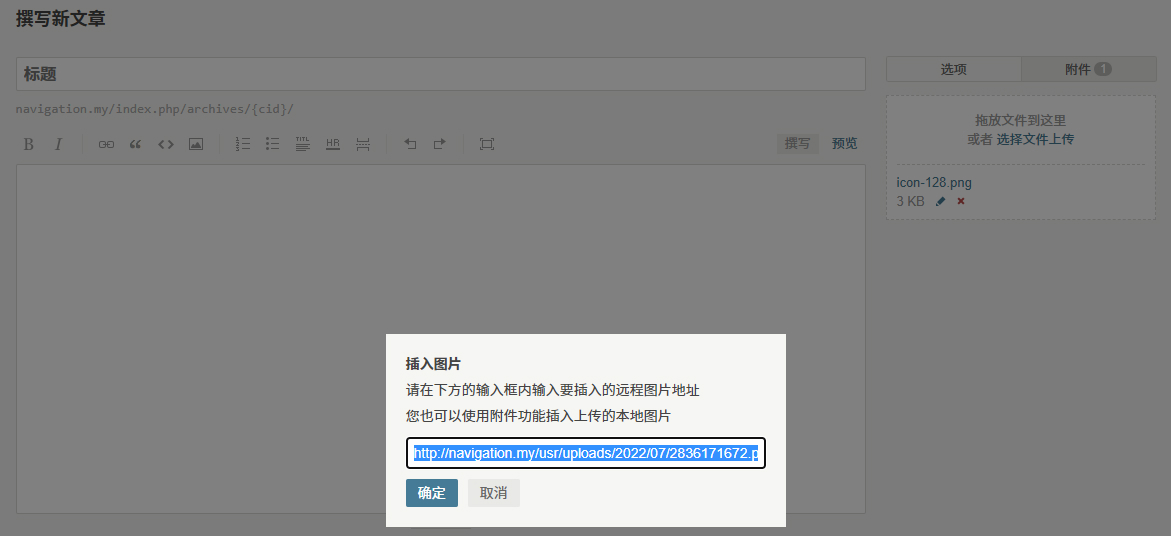 撰写新文章
标题
navigation.my/index.php/archives/{cid}/
B I TITL HR
撰写 预览
选项 附件 1
拖放文件到这里
或者 选择文件上传
icon-128.png
3 KB
插入图片
请在下方的输入框内输入要插入的远程图片地址
您也可以使用附件功能插入上传的本地图片
http://navigation.my/usr/uploads/2022/07/2836171672.p
确定 取消